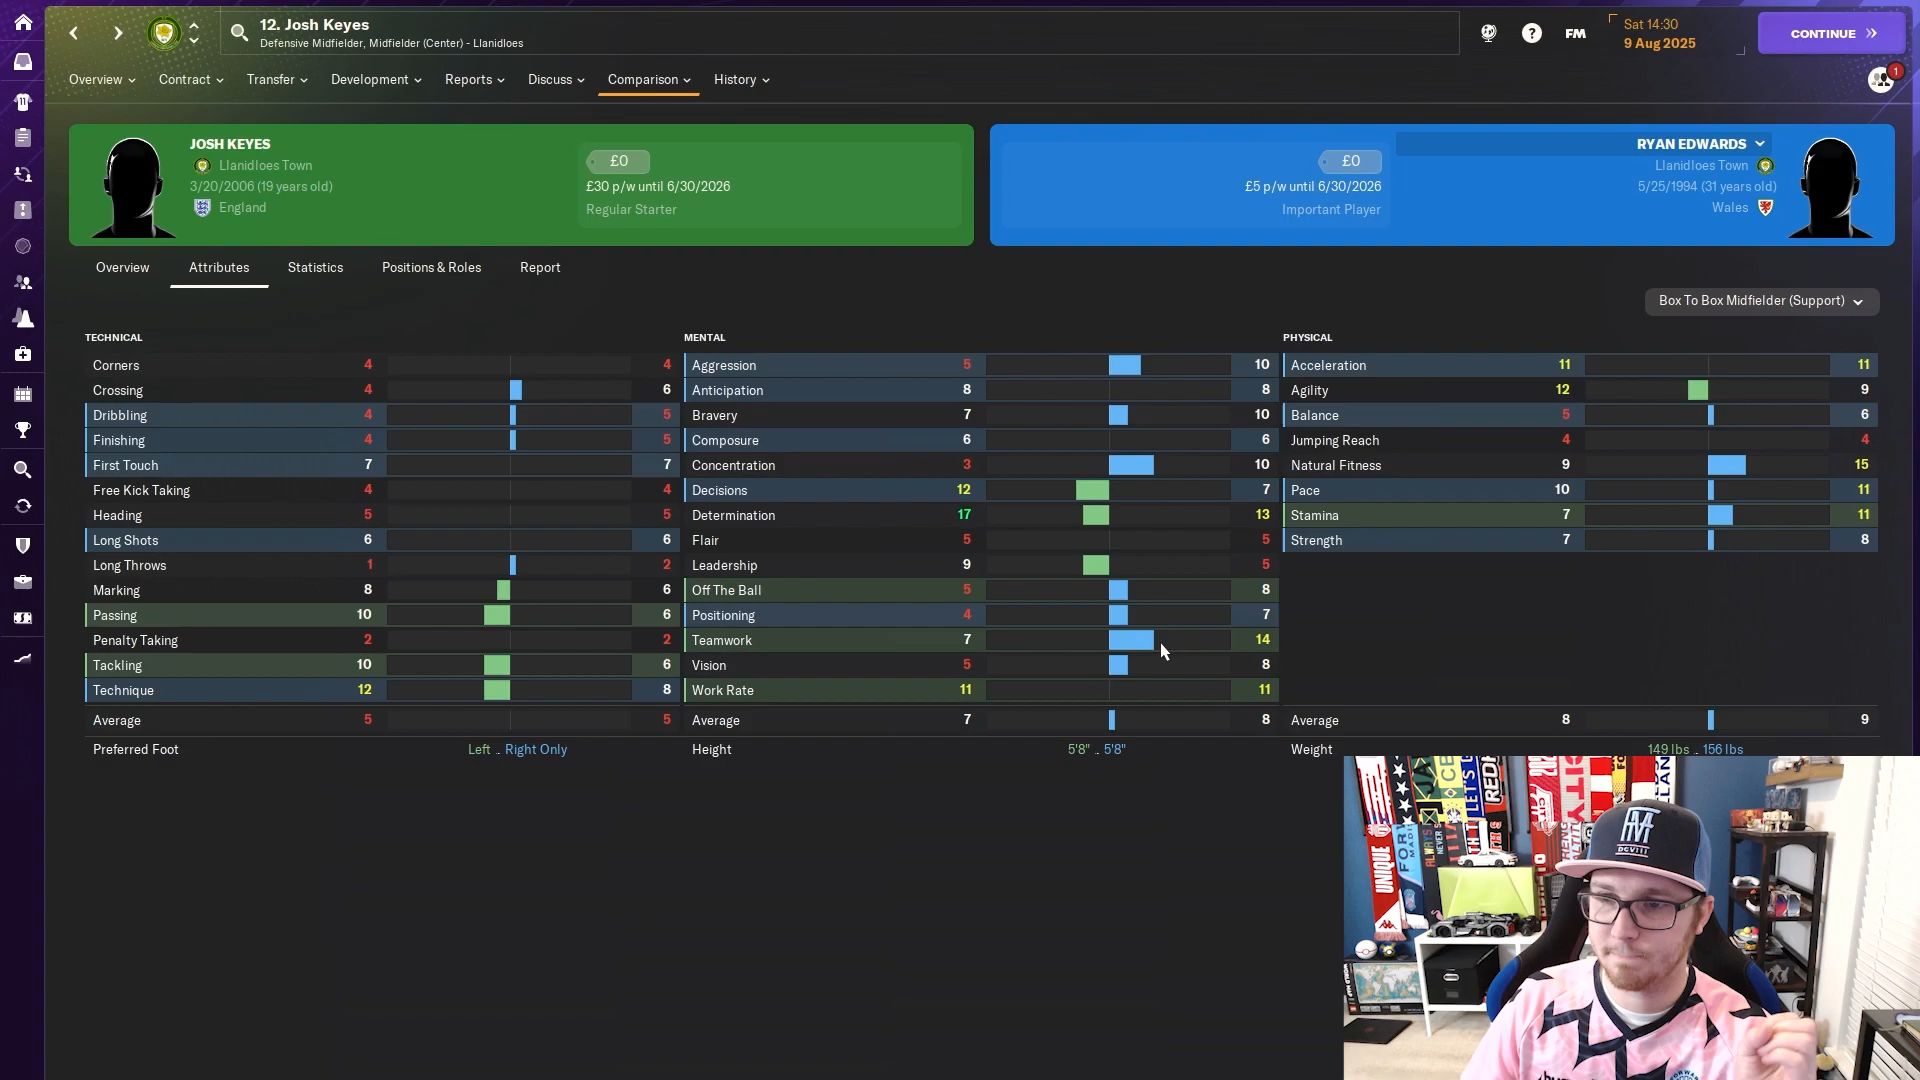 12. Josh Keyes
Defensive Midfielder, Midfielder (Center) - Llanidloes
FM
Sat 14:30
9 Aug 2025
CONTINUE
1
Overview
Contract
Transfer
Development
Reports
Discuss
Comparison
History
JOSH KEYES
Llanidloes Town
3/20/2006 (19 years old)
England
£0
£30 p/w until 6/30/2026
Regular Starter
£0
£5 p/w until 6/30/2026
Important Player
RYAN EDWARDS
Llanidloes Town
5/25/1994 (31 years old)
Wales
Overview
Attributes
Statistics
Positions & Roles
Report
Box To Box Midfielder (Support)
TECHNICAL
Corners 4 4
Crossing 4 6
Dribbling 4 5
Finishing 4 5
First Touch 7 7
Free Kick Taking 4 4
Heading 5 5
Long Shots 6 6
Long Throws 1 2
Marking 8 6
Passing 10 6
Penalty Taking 2 2
Tackling 10 6
Technique 12 8
Average 5 5
Preferred Foot Left .. Right Only
MENTAL
Aggression 5 10
Anticipation 8 8
Bravery 7 10
Composure 6 6
Concentration 3 10
Decisions 12 7
Determination 17 13
Flair 5 5
Leadership 9 5
Off The Ball 5 8
Positioning 4 7
Teamwork 7 14
Vision 5 8
Work Rate 11 11
Average 7 8
Height 5'8" .. 5'8"
PHYSICAL
Acceleration 11 11
Agility 12 9
Balance 5 6
Jumping Reach 4 4
Natural Fitness 9 15
Pace 10 11
Stamina 7 11
Strength 7 8
Average 8 9
Weight 149 lbs .. 156 lbs
UNIQUE
CITY
LET'S G
REDI
DCVIII